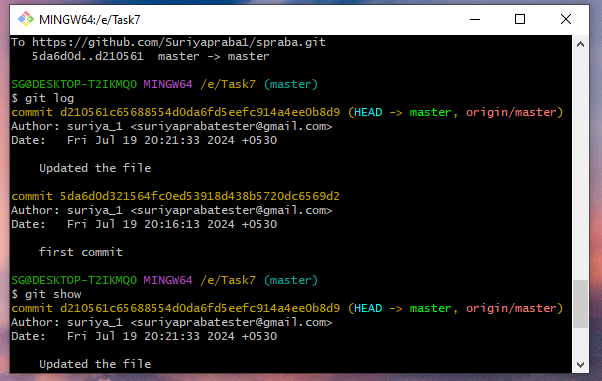 MINGW64:/e/Task7
To https://github.com/Suriyapraba1/spraba.git
   5da6d0d..d210561  master -> master
SG@DESKTOP-T2IKMQO MINGW64 /e/Task7 (master)
$ git log
commit d210561c65688554d0da6fd5eefc914a4ee0b8d9 (HEAD -> master, origin/master)
Author: suriya_1 <suriyaprabatester@gmail.com>
Date:   Fri Jul 19 20:21:33 2024 +0530
    Updated the file
commit 5da6d0d321564fc0ed53918d438b5720dc6569d2
Author: suriya_1 <suriyaprabatester@gmail.com>
Date:   Fri Jul 19 20:16:13 2024 +0530
    first commit
SG@DESKTOP-T2IKMQO MINGW64 /e/Task7 (master)
$ git show
commit d210561c65688554d0da6fd5eefc914a4ee0b8d9 (HEAD -> master, origin/master)
Author: suriya_1 <suriyaprabatester@gmail.com>
Date:   Fri Jul 19 20:21:33 2024 +0530
    Updated the file